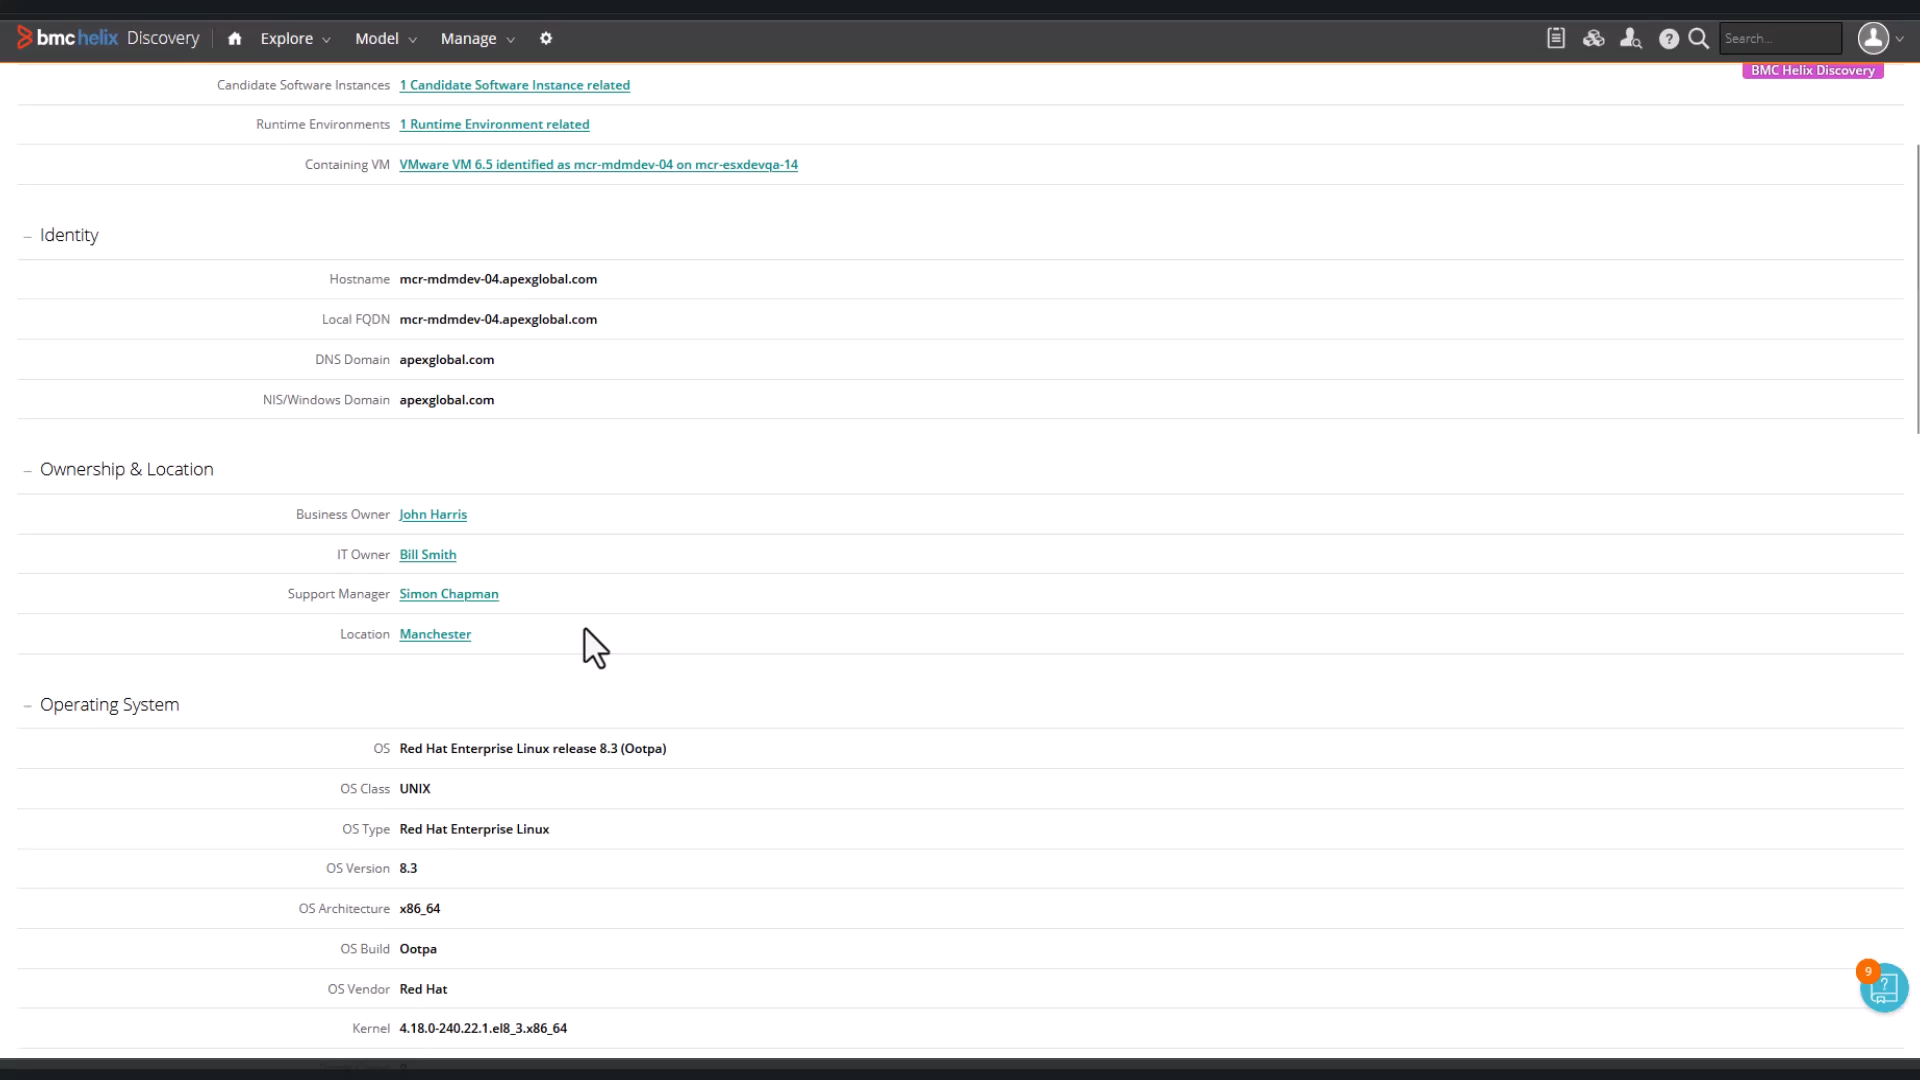 bmchelix Discovery Explore Model Manage Search...
BMC Helix Discovery
Candidate Software Instances 1 Candidate Software Instance related
Runtime Environments 1 Runtime Environment related
Containing VM VMware VM 6.5 identified as mcr-mdmdev-04 on mcr-esxdevqa-14
– Identity
Hostname mcr-mdmdev-04.apexglobal.com
Local FQDN mcr-mdmdev-04.apexglobal.com
DNS Domain apexglobal.com
NIS/Windows Domain apexglobal.com
– Ownership & Location
Business Owner John Harris
IT Owner Bill Smith
Support Manager Simon Chapman
Location Manchester
– Operating System
OS Red Hat Enterprise Linux release 8.3 (Ootpa)
OS Class UNIX
OS Type Red Hat Enterprise Linux
OS Version 8.3
OS Architecture x86_64
OS Build Ootpa
9
OS Vendor Red Hat
Kernel 4.18.0-240.22.1.el8_3.x86_64